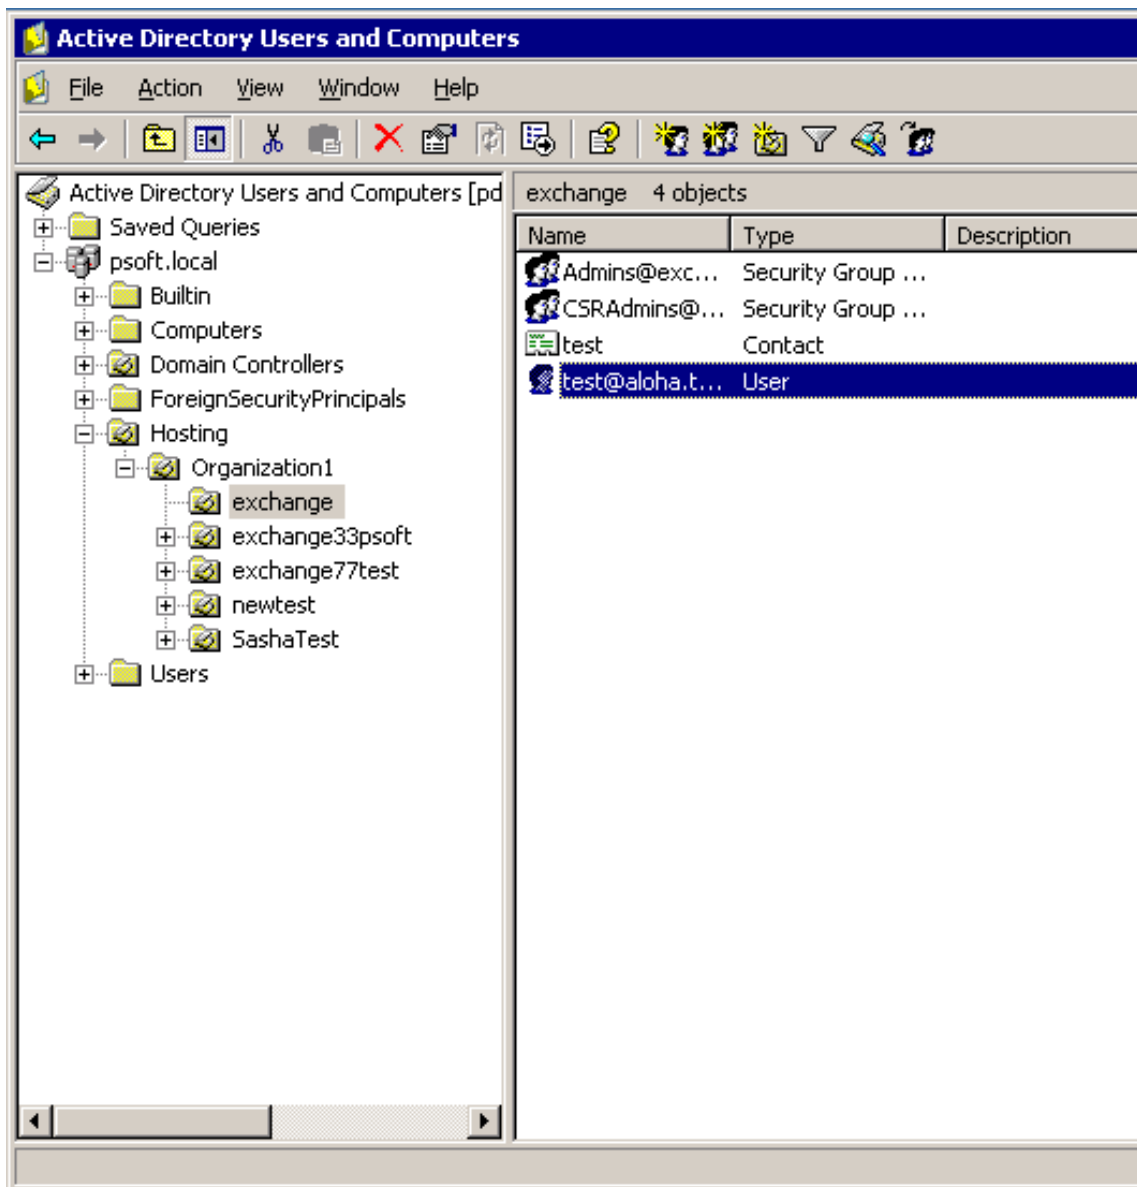 Active Directory Users and Computers
File Action View Window Help
Active Directory Users and Computers [pd
Saved Queries
psoft.local
Builtin
Computers
Domain Controllers
ForeignSecurityPrincipals
Hosting
Organization1
exchange
exchange33psoft
exchange77test
newtest
SashaTest
Users
exchange 4 objects
Name Type Description
Admins@exc... Security Group ...
CSRAdmins@... Security Group ...
test Contact
test@aloha.t... User